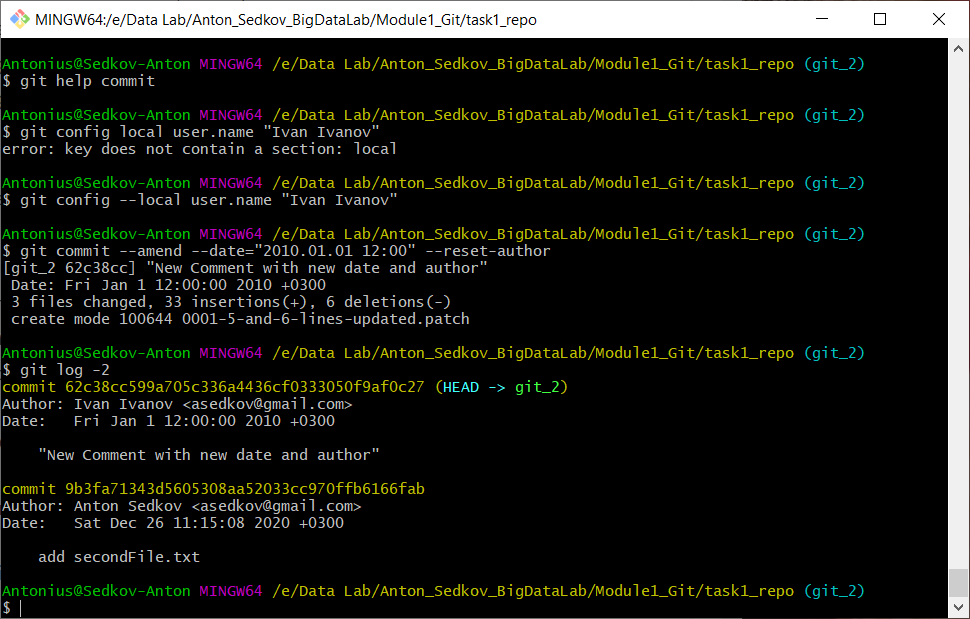 MINGW64:/e/Data Lab/Anton_Sedkov_BigDataLab/Module1_Git/task1_repo
Antonius@Sedkov-Anton MINGW64 /e/Data Lab/Anton_Sedkov_BigDataLab/Module1_Git/task1_repo (git_2)
$ git help commit
Antonius@Sedkov-Anton MINGW64 /e/Data Lab/Anton_Sedkov_BigDataLab/Module1_Git/task1_repo (git_2)
$ git config local user.name "Ivan Ivanov"
error: key does not contain a section: local
Antonius@Sedkov-Anton MINGW64 /e/Data Lab/Anton_Sedkov_BigDataLab/Module1_Git/task1_repo (git_2)
$ git config --local user.name "Ivan Ivanov"
Antonius@Sedkov-Anton MINGW64 /e/Data Lab/Anton_Sedkov_BigDataLab/Module1_Git/task1_repo (git_2)
$ git commit --amend --date="2010.01.01 12:00" --reset-author
[git_2 62c38cc] "New Comment with new date and author"
Date: Fri Jan 1 12:00:00 2010 +0300
3 files changed, 33 insertions(+), 6 deletions(-)
create mode 100644 0001-5-and-6-lines-updated.patch
Antonius@Sedkov-Anton MINGW64 /e/Data Lab/Anton_Sedkov_BigDataLab/Module1_Git/task1_repo (git_2)
$ git log -2
commit 62c38cc599a705c336a4436cf0333050f9af0c27 (HEAD -> git_2)
Author: Ivan Ivanov <asedkov@gmail.com>
Date:   Fri Jan 1 12:00:00 2010 +0300
"New Comment with new date and author"
commit 9b3fa71343d5605308aa52033cc970ffb6166fab
Author: Anton Sedkov <asedkov@gmail.com>
Date:   Sat Dec 26 11:15:08 2020 +0300
add secondFile.txt
Antonius@Sedkov-Anton MINGW64 /e/Data Lab/Anton_Sedkov_BigDataLab/Module1_Git/task1_repo (git_2)
$